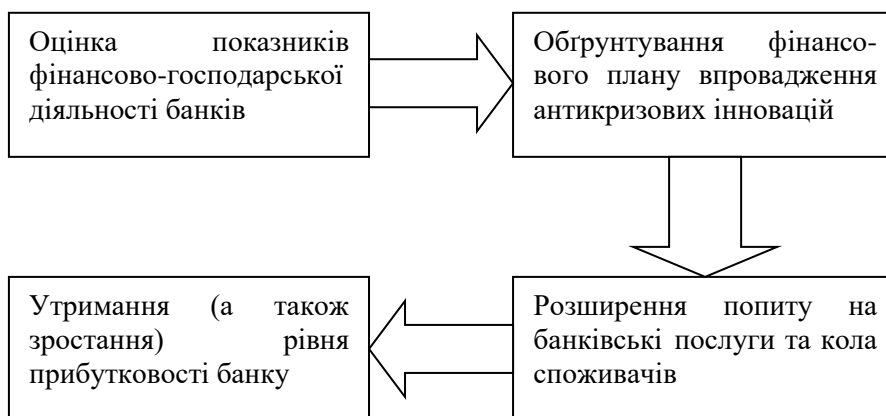 Оцінка показників
фінансово-господарської
діяльності банків
Обґрунтування фінансо-
вого плану впровадження
антикризових інновацій
Утримання (а також
зростання) рівня
прибутковості банку
Розширення попиту на
банківські послуги та кола
споживачів